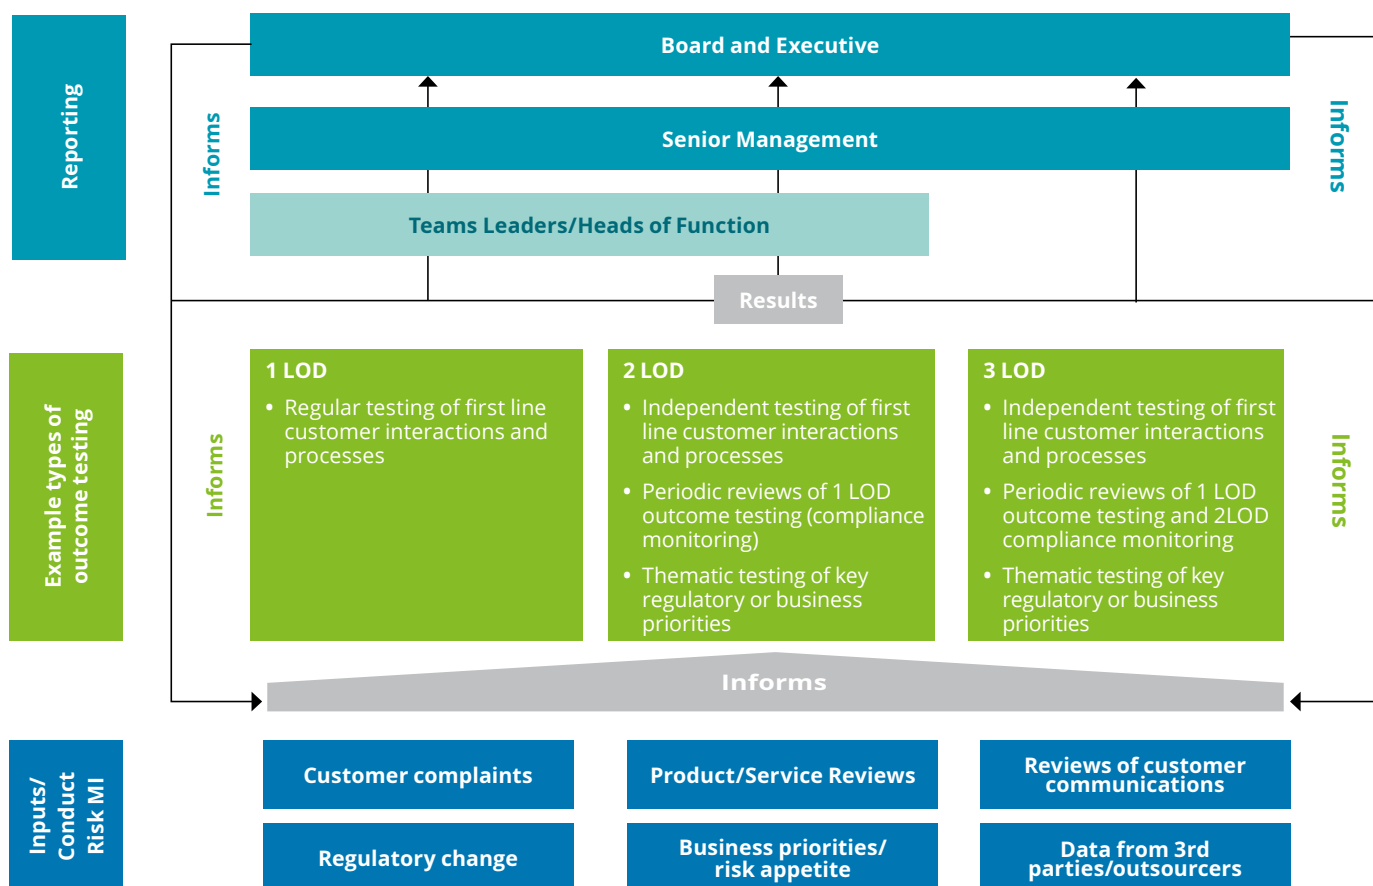 Reporting
Informs
Board and Executive
Senior Management
Teams Leaders/Heads of Function
Results
Informs
Example types of
outcome testing
Informs
1 LOD
• Regular testing of first line
customer interactions and
processes
2 LOD
• Independent testing of first
line customer interactions
and processes
• Periodic reviews of 1 LOD
outcome testing (compliance
monitoring)
• Thematic testing of key
regulatory or business
priorities
3 LOD
• Independent testing of first
line customer interactions
and processes
• Periodic reviews of 1 LOD
outcome testing and 2LOD
compliance monitoring
• Thematic testing of key
regulatory or business
priorities
Informs
Informs
Inputs/
Conduct
Risk MI
Customer complaints
Product/Service Reviews
Reviews of customer
communications
Regulatory change
Business priorities/
risk appetite
Data from 3rd
parties/outsourcers